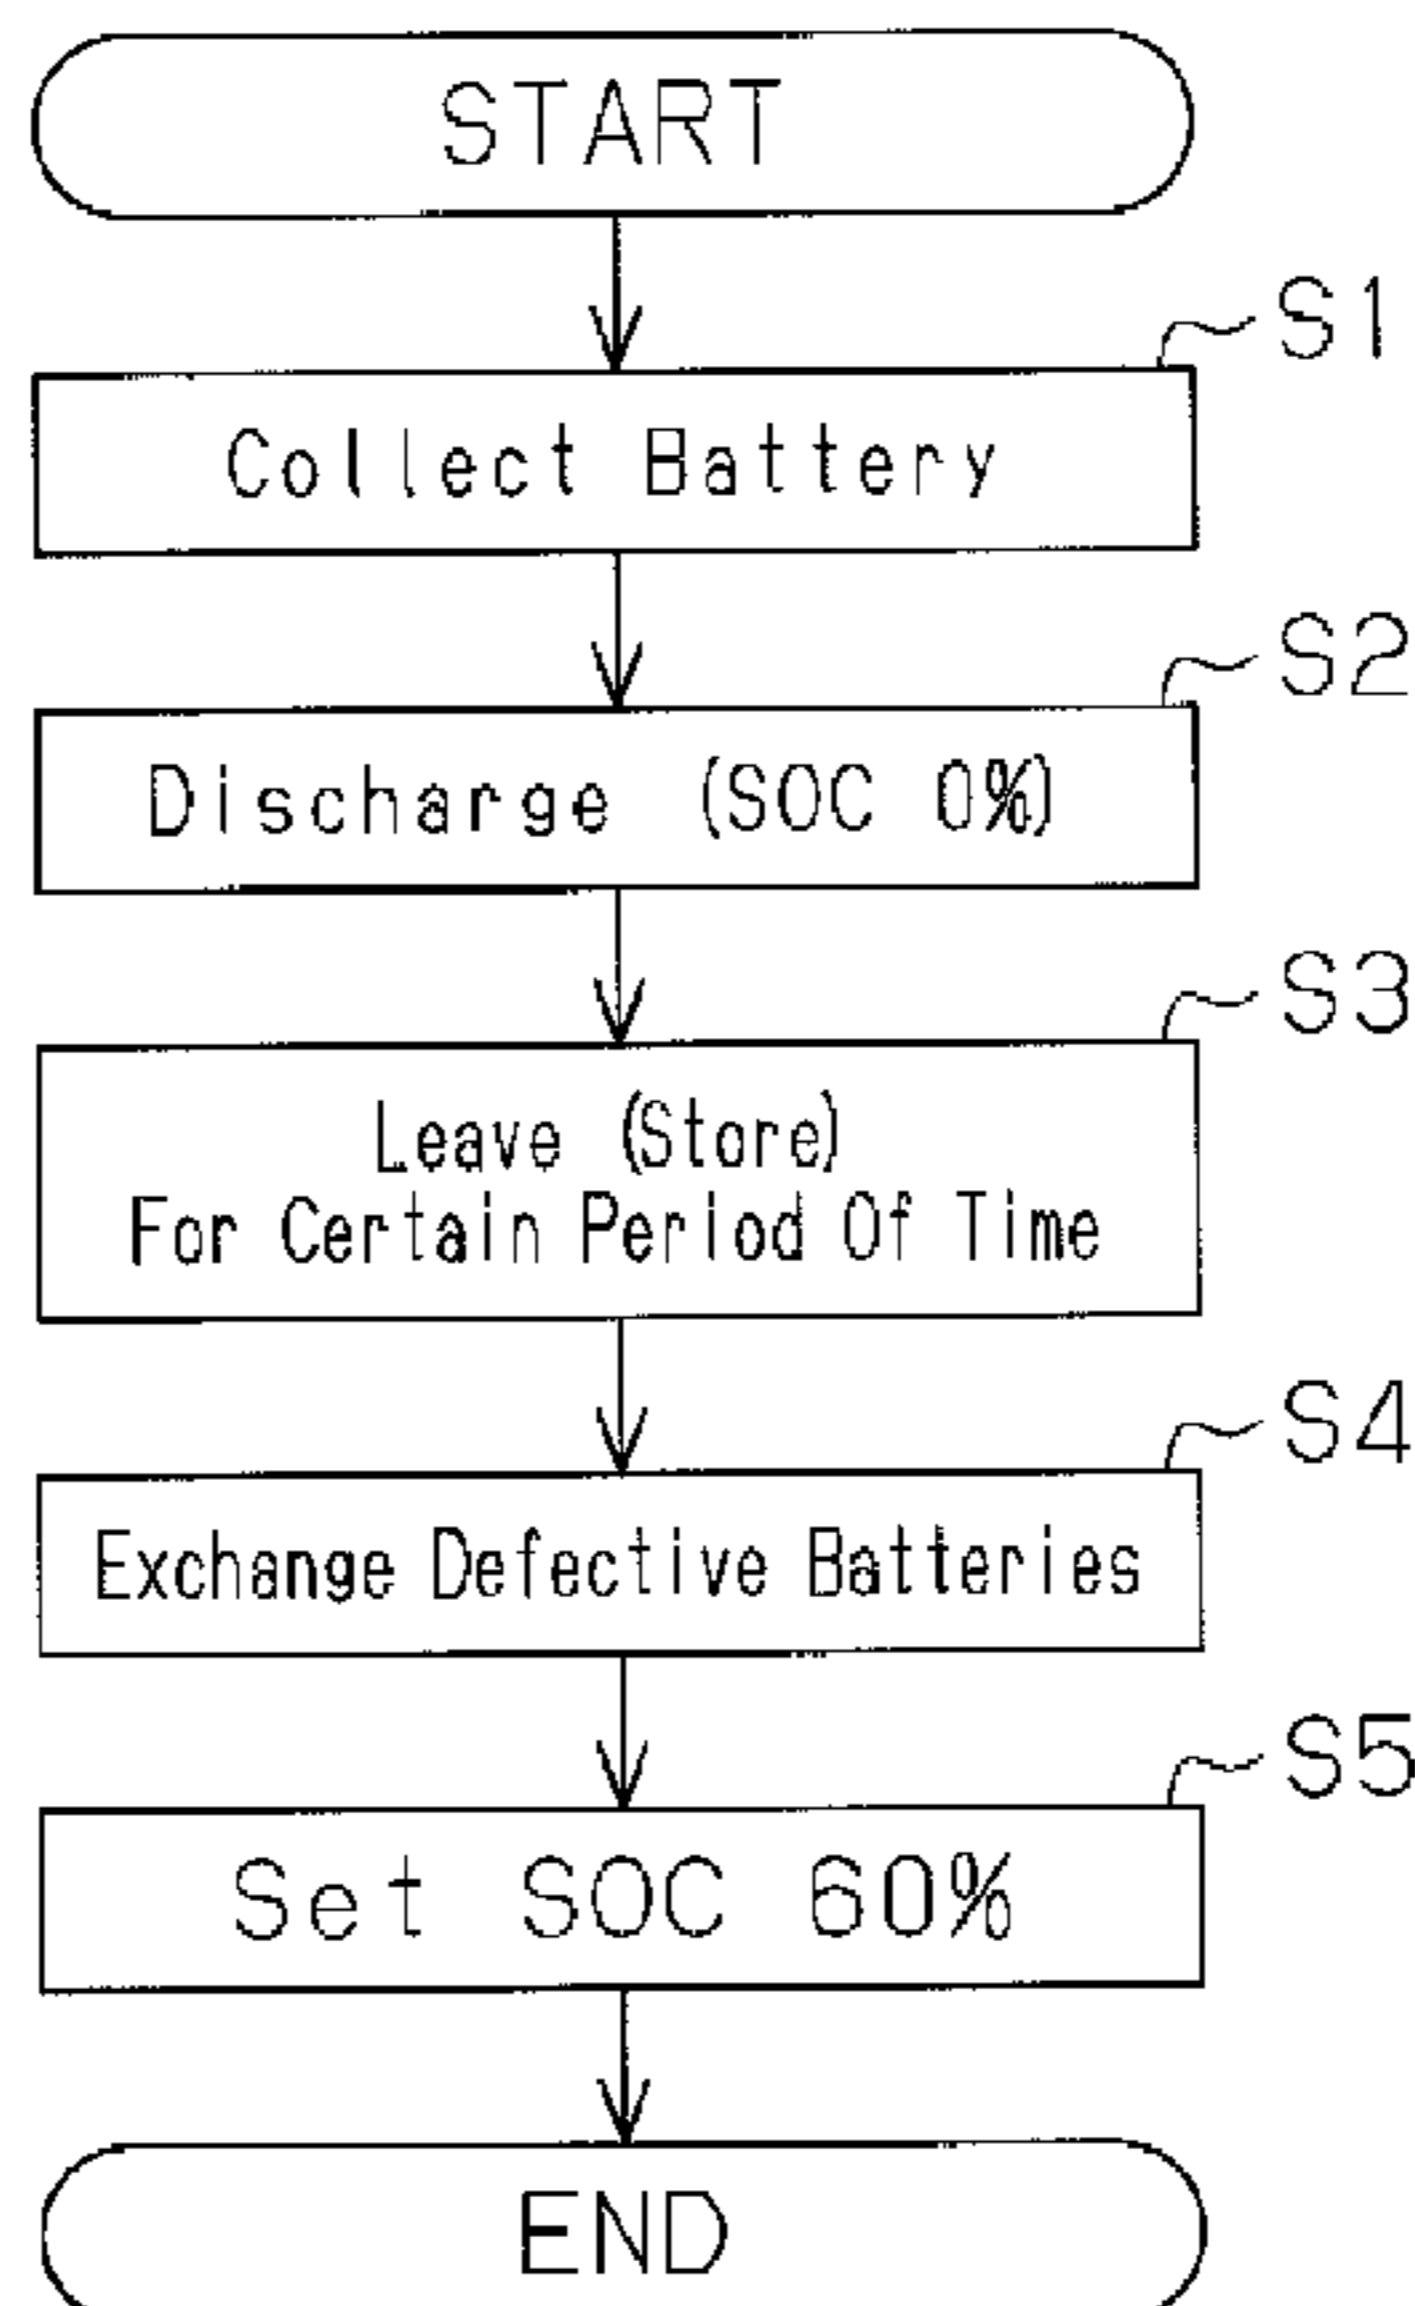 START
S1
Collect Battery
S2
Discharge (SOC 0%)
S3
Leave (Store)
For Certain Period Of Time
S4
Exchange Defective Batteries
S5
Set SOC 60%
END